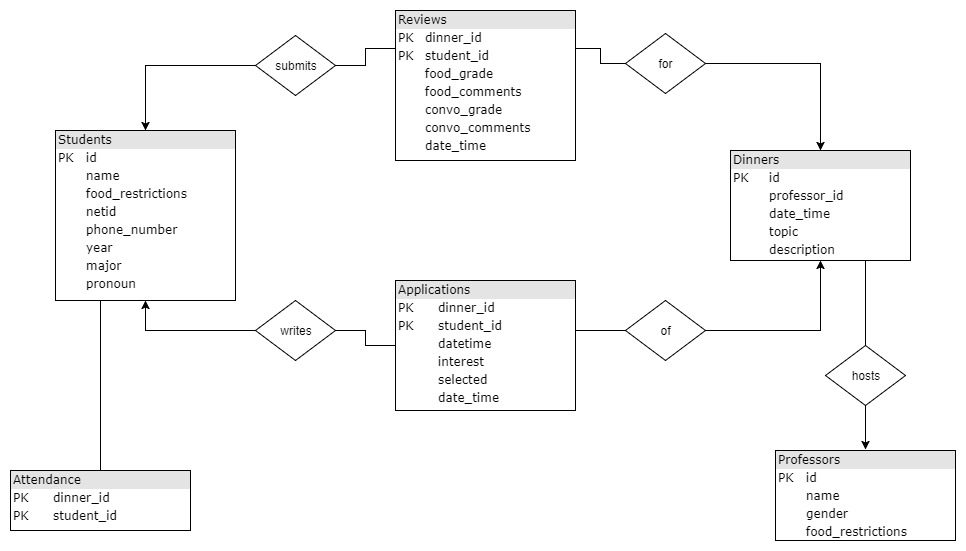 Reviews
PK dinner_id
PK student_id
food_grade
food_comments
convo_grade
convo_comments
date_time
submits
for
Students
PK id
name
food_restrictions
netid
phone_number
year
major
pronoun
Dinners
PK id
professor_id
date_time
topic
description
Applications
PK dinner_id
PK student_id
datetime
interest
selected
date_time
writes
of
hosts
Attendance
PK dinner_id
PK student_id
Professors
PK id
name
gender
food_restrictions